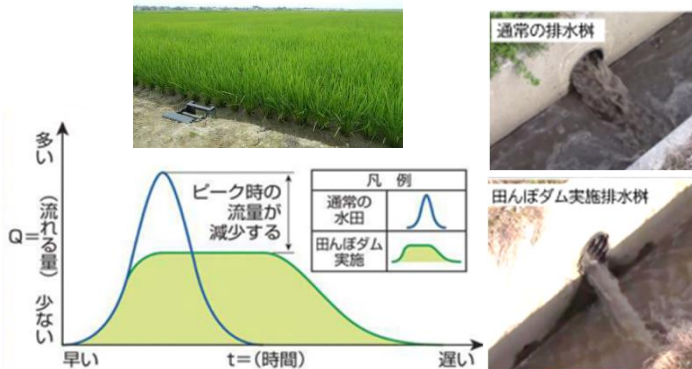 通常の排水桝
田んぼダム実施排水桝
多い
(流れる量)
Q=
少ない
ピーク時の
流量が
減少する
凡例
通常の
水田
田んぼダム
実施
早い
t=(時間)
遅い